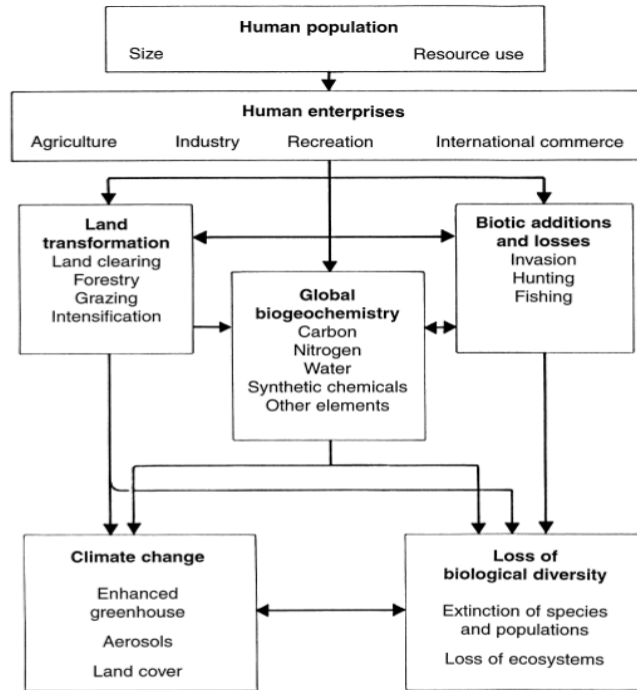 Human population
Size Resource use
Human enterprises
Agriculture Industry Recreation International commerce
Land
transformation
Land clearing
Forestry
Grazing
Intensification
Biotic additions
and losses
Invasion
Hunting
Fishing
Global
biogeochemistry
Carbon
Nitrogen
Water
Synthetic chemicals
Other elements
Climate change
Enhanced
greenhouse
Aerosols
Land cover
Loss of
biological diversity
Extinction of species
and populations
Loss of ecosystems